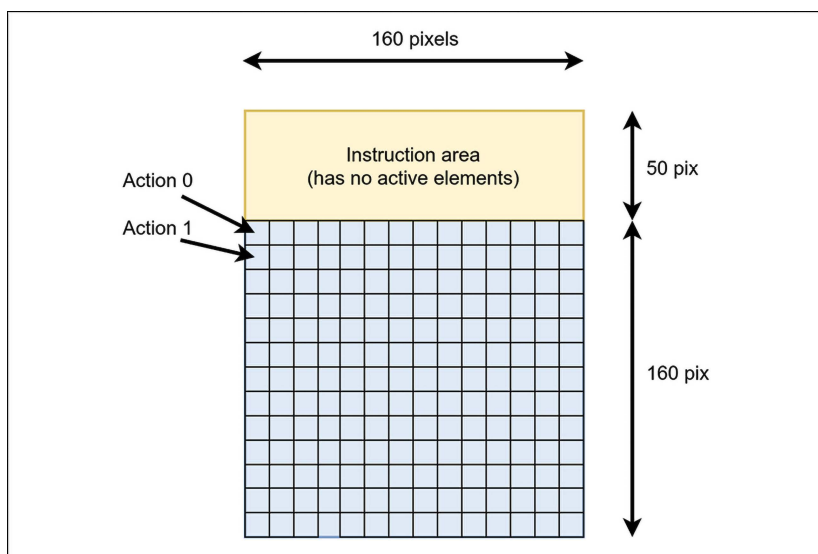 160 pixels
Instruction area
(has no active elements)
50 pix
Action 0
Action 1
160 pix